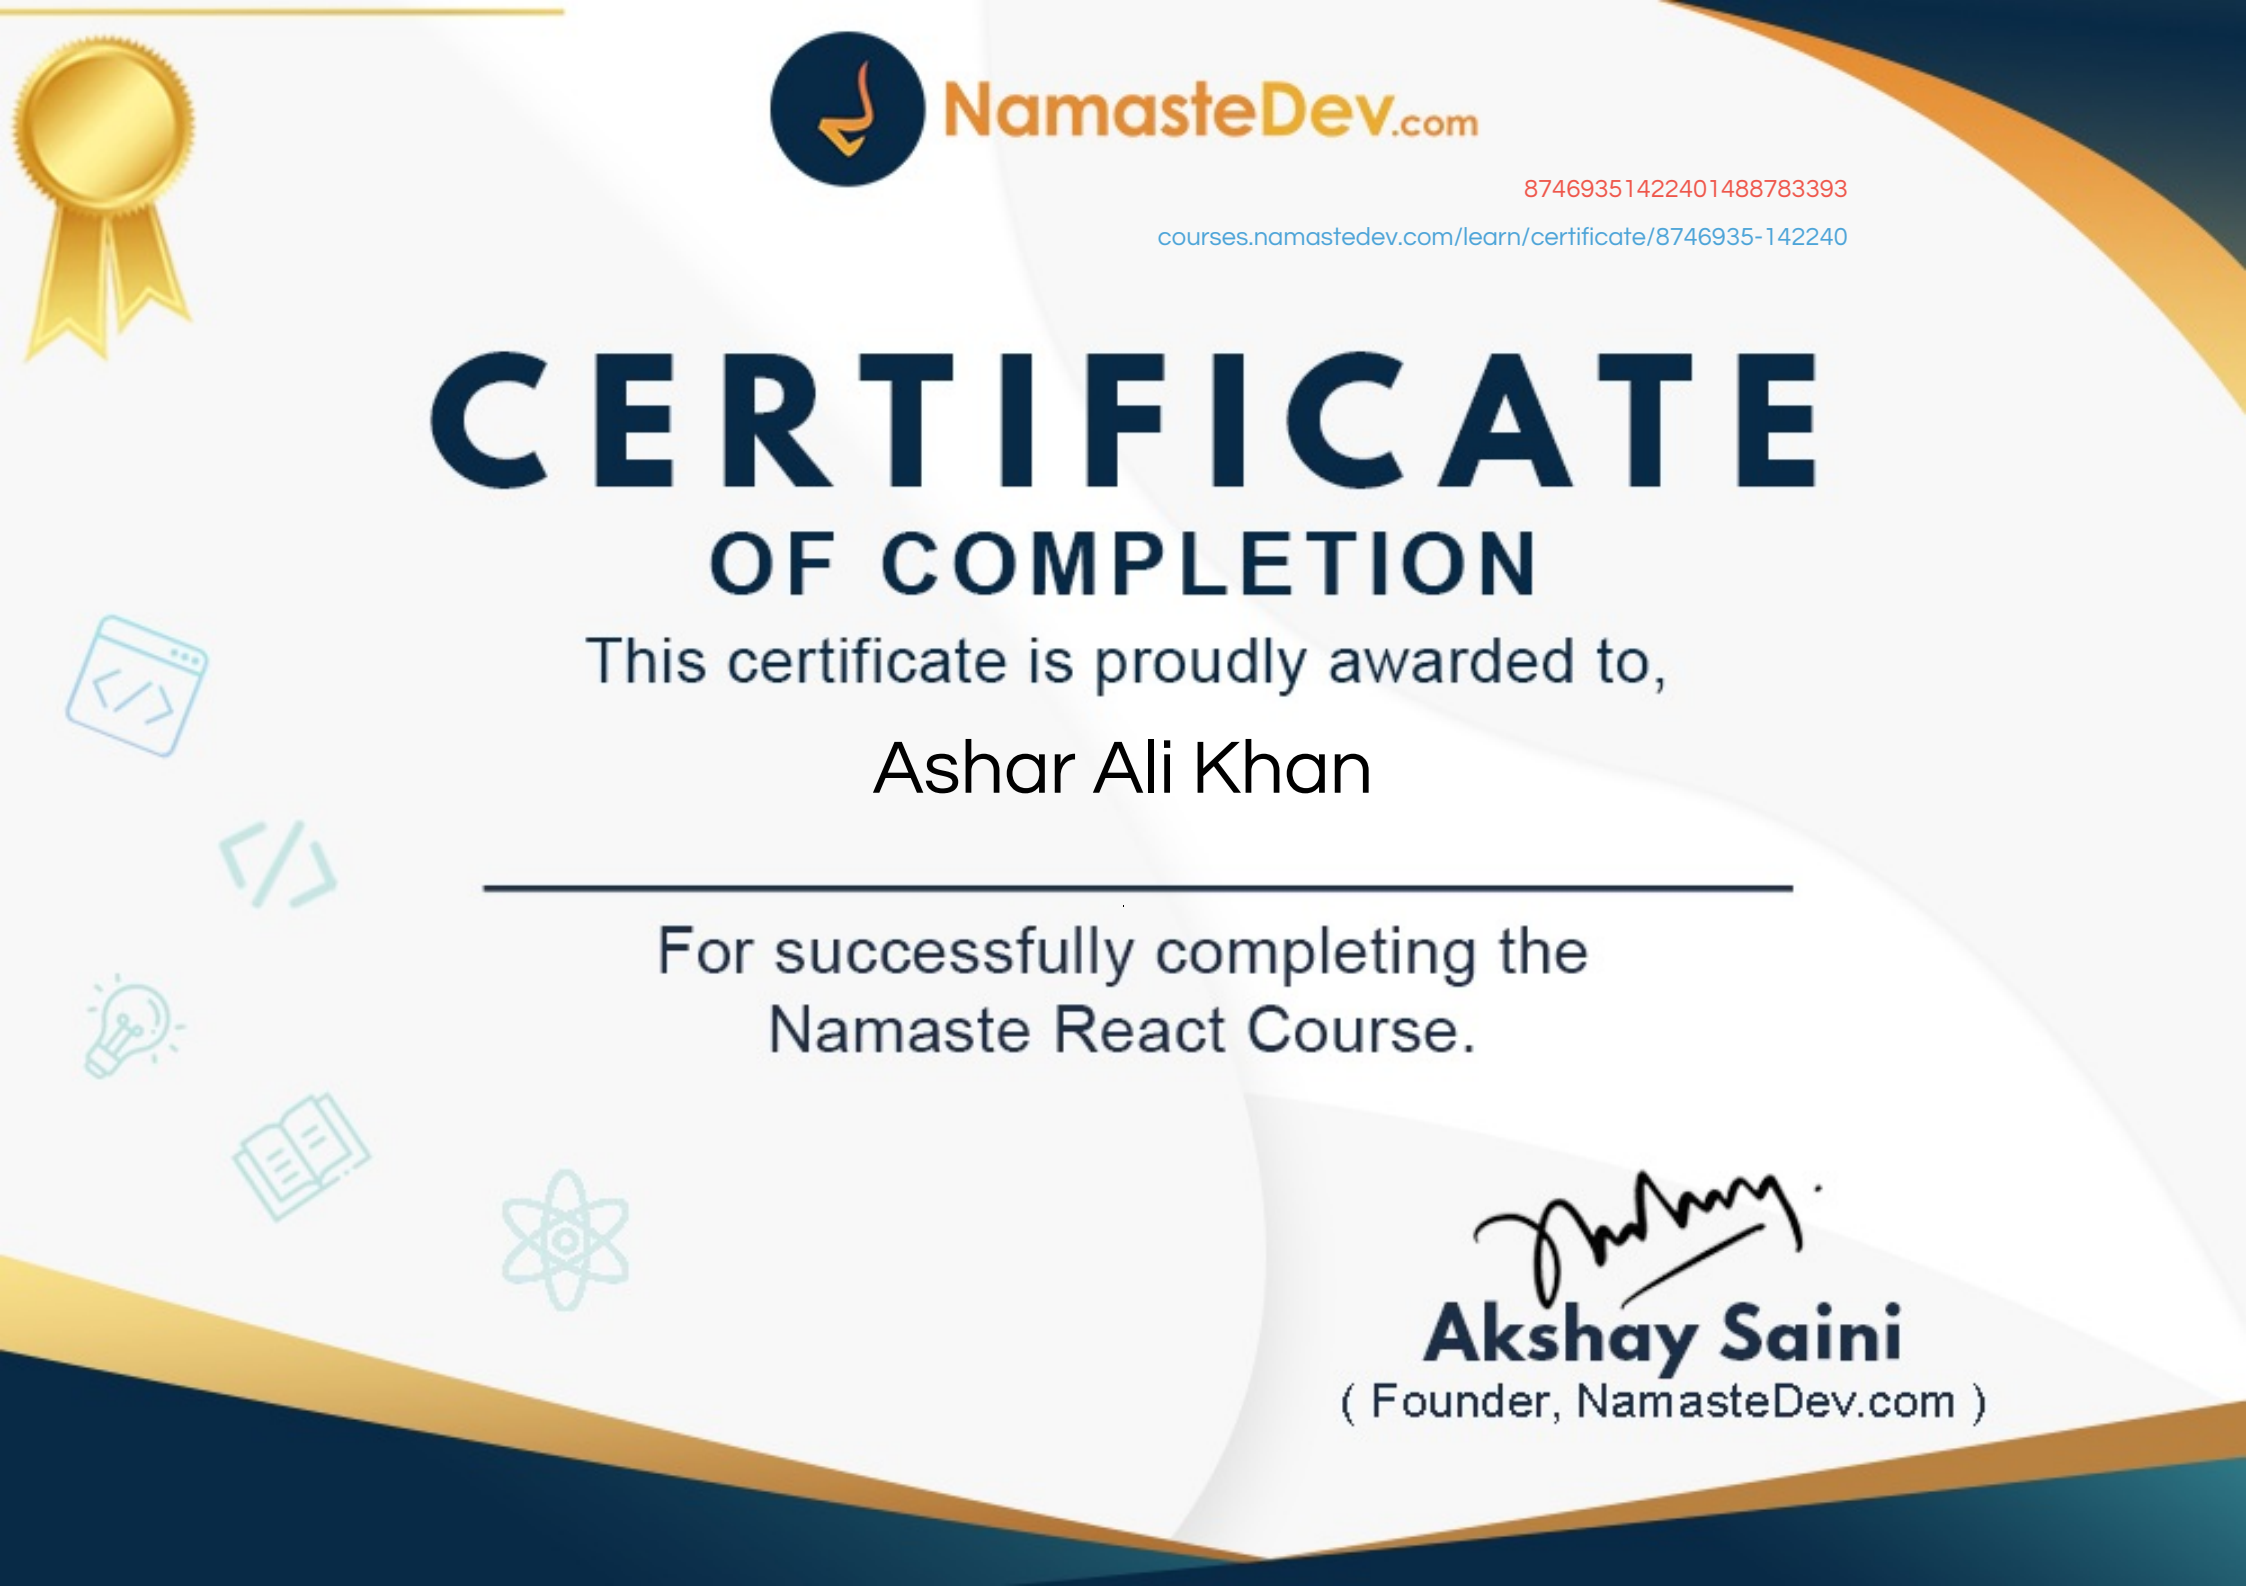 NamasteDev.com
87469351422401488783393
courses.namastedev.com/learn/certificate/8746935-142240
CERTIFICATE
OF COMPLETION
This certificate is proudly awarded to,
Ashar Ali Khan
For successfully completing the
Namaste React Course.
Akshay Saini
( Founder, NamasteDev.com )